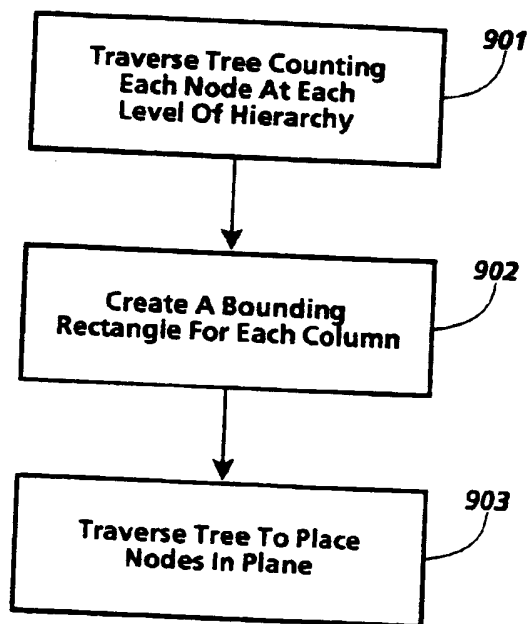 901
Traverse Tree Counting
Each Node At Each
Level Of Hierarchy
902
Create A Bounding
Rectangle For Each Column
903
Traverse Tree To Place
Nodes In Plane